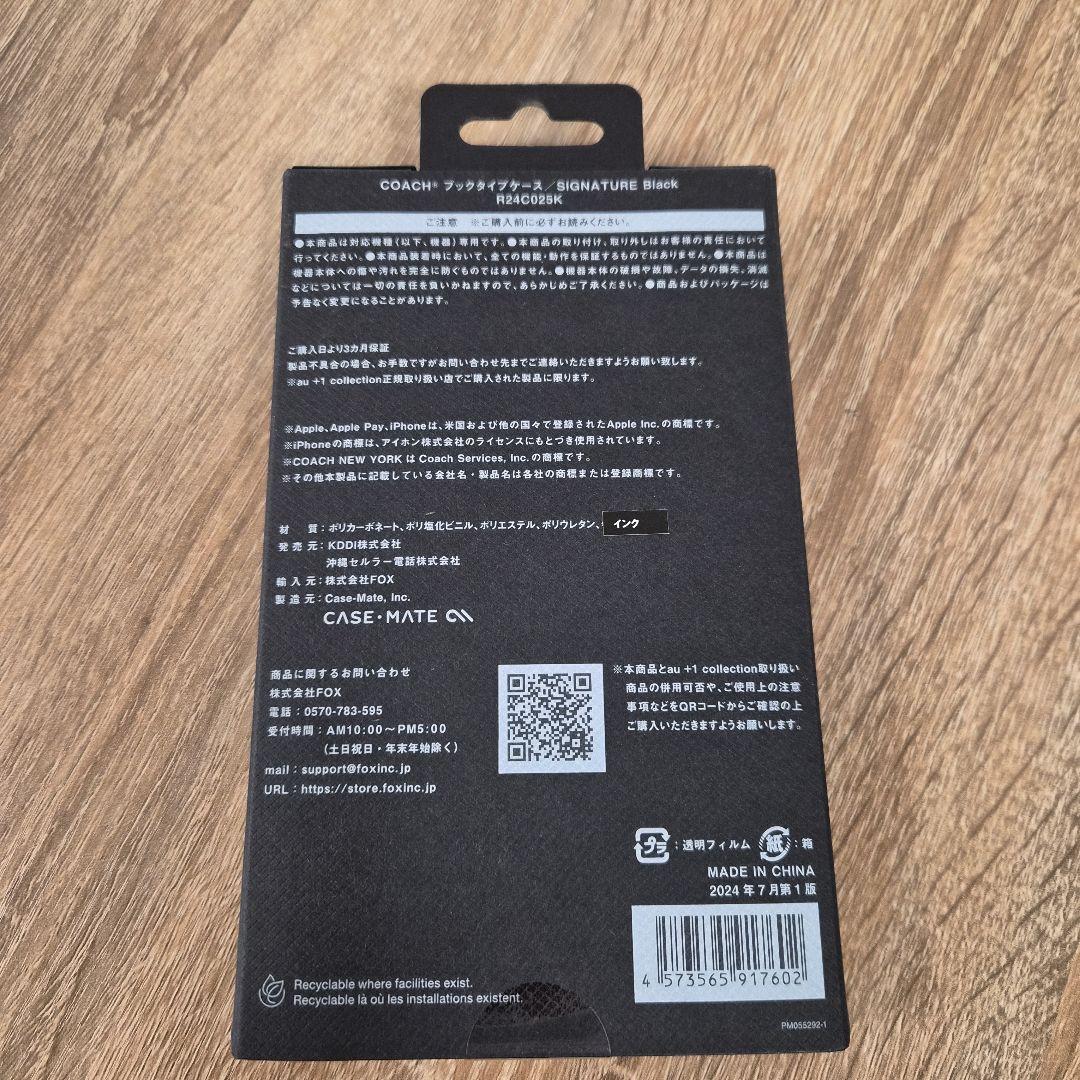 COACH® ブックタイプケース/SIGNATURE Black
R24C025K
ご注意 ※ご購入前に必ずお読みください。
●本商品は対応機種(以下、機器)専用です。●本商品の取り付け、取り外しはお客様の責任において
行ってください。●本商品装着時において、全ての機能・動作を保証するものではありません。●本商品は
機器本体への傷や汚れを完全に防ぐものではありません。●機器本体の破損や故障、データの損失、消滅
などについては一切の責任を負いかねますので、あらかじめご了承ください。●商品およびパッケージは
予告なく変更になることがあります。
ご購入日より3カ月保証
製品不具合の場合、お手数ですがお問い合わせ先までご連絡いただきますようお願い致します。
※au +1 collection正規取り扱い店でご購入された製品に限ります。
※Apple、Apple Pay、iPhoneは、米国および他の国々で登録されたApple Inc.の商標です。
※iPhoneの商標は、アイホン株式会社のライセンスにもとづき使用されています。
※COACH NEW YORK は Coach Services, Inc.の商標です。
※その他本製品に記載している会社名・製品名は各社の商標または登録商標です。
材 質:ポリカーボネート、ポリ塩化ビニル、ポリエステル、ポリウレタン、インク
発売元:KDDI株式会社
沖縄セルラー電話株式会社
輸入元:株式会社FOX
製造元:Case-Mate, Inc.
CASE·MATE
商品に関するお問い合わせ
株式会社FOX
電話:0570-783-595
受付時間:AM10:00～PM5:00
(土日祝日・年末年始除く)
mail:support@foxinc.jp
URL:https://store.foxinc.jp
※本商品とau +1 collection取り扱い
商品の併用可否や、ご使用上の注意
事項などをQRコードからご確認の上
ご購入いただきますようお願いします。
プラ:透明フィルム 紙:箱
MADE IN CHINA
2024年7月第1版
4 573565 917602
Recyclable where facilities exist.
Recyclable là où les installations existent.
PM055292-1